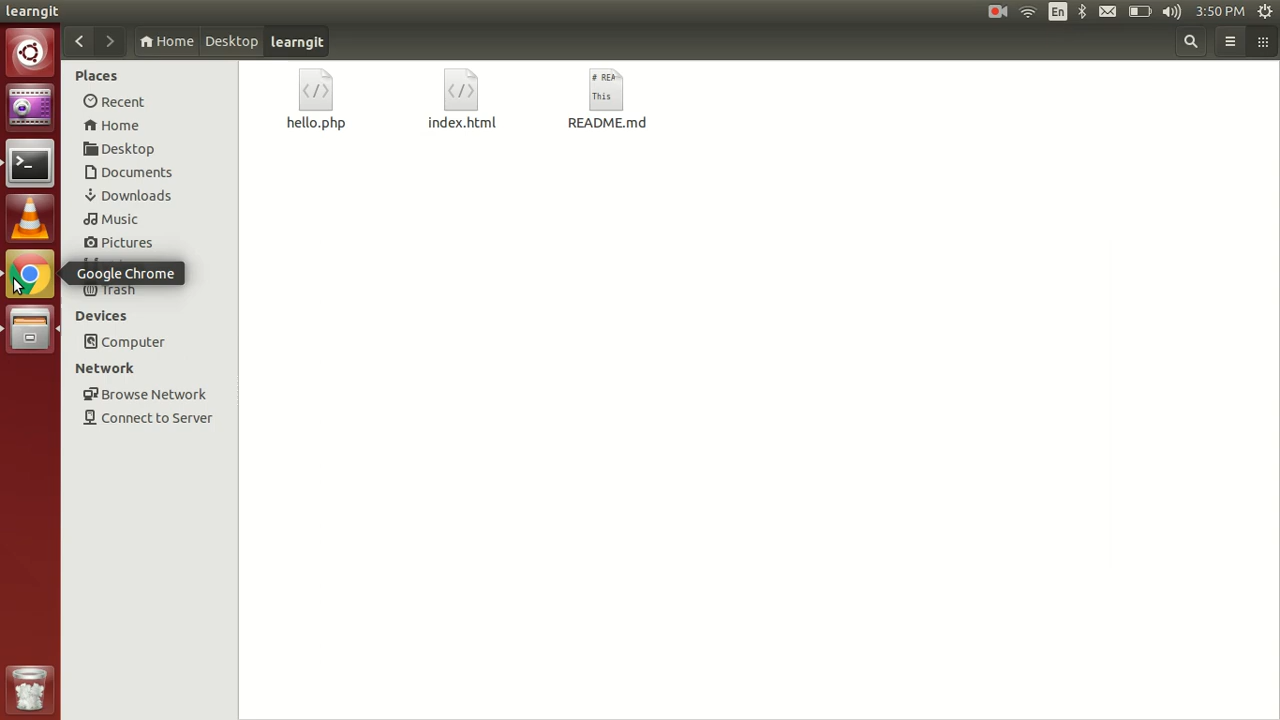 learngit
En
3:50 PM
Home
Desktop
learngit
Places
Recent
Home
Desktop
Documents
Downloads
Music
Pictures
Google Chrome
Trash
Devices
Computer
Network
Browse Network
Connect to Server
# REA
This
hello.php
index.html
README.md